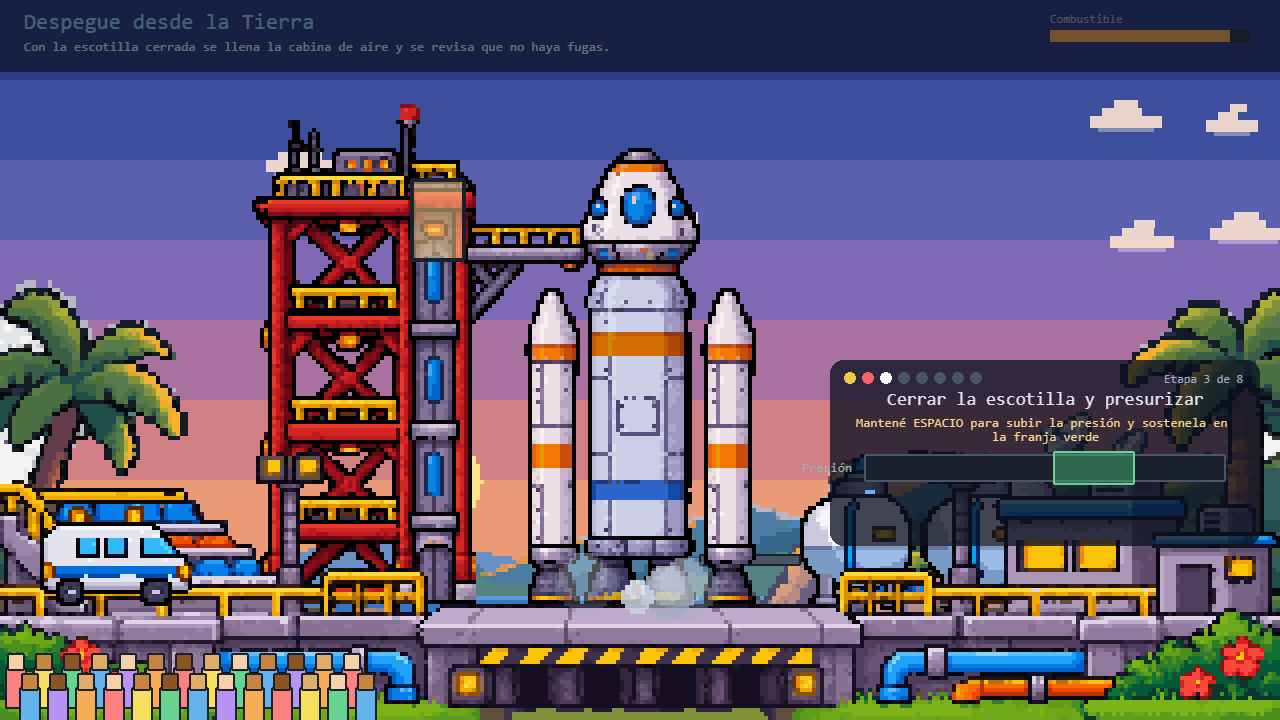 Despegue desde la Tierra
Con la escotilla cerrada se llena la cabina de aire y se revisa que no haya fugas.
Combustible
Etapa 3 de 8
Cerrar la escotilla y presurizar
Mantené ESPACIO para subir la presión y sostenela en
la franja verde
Presión